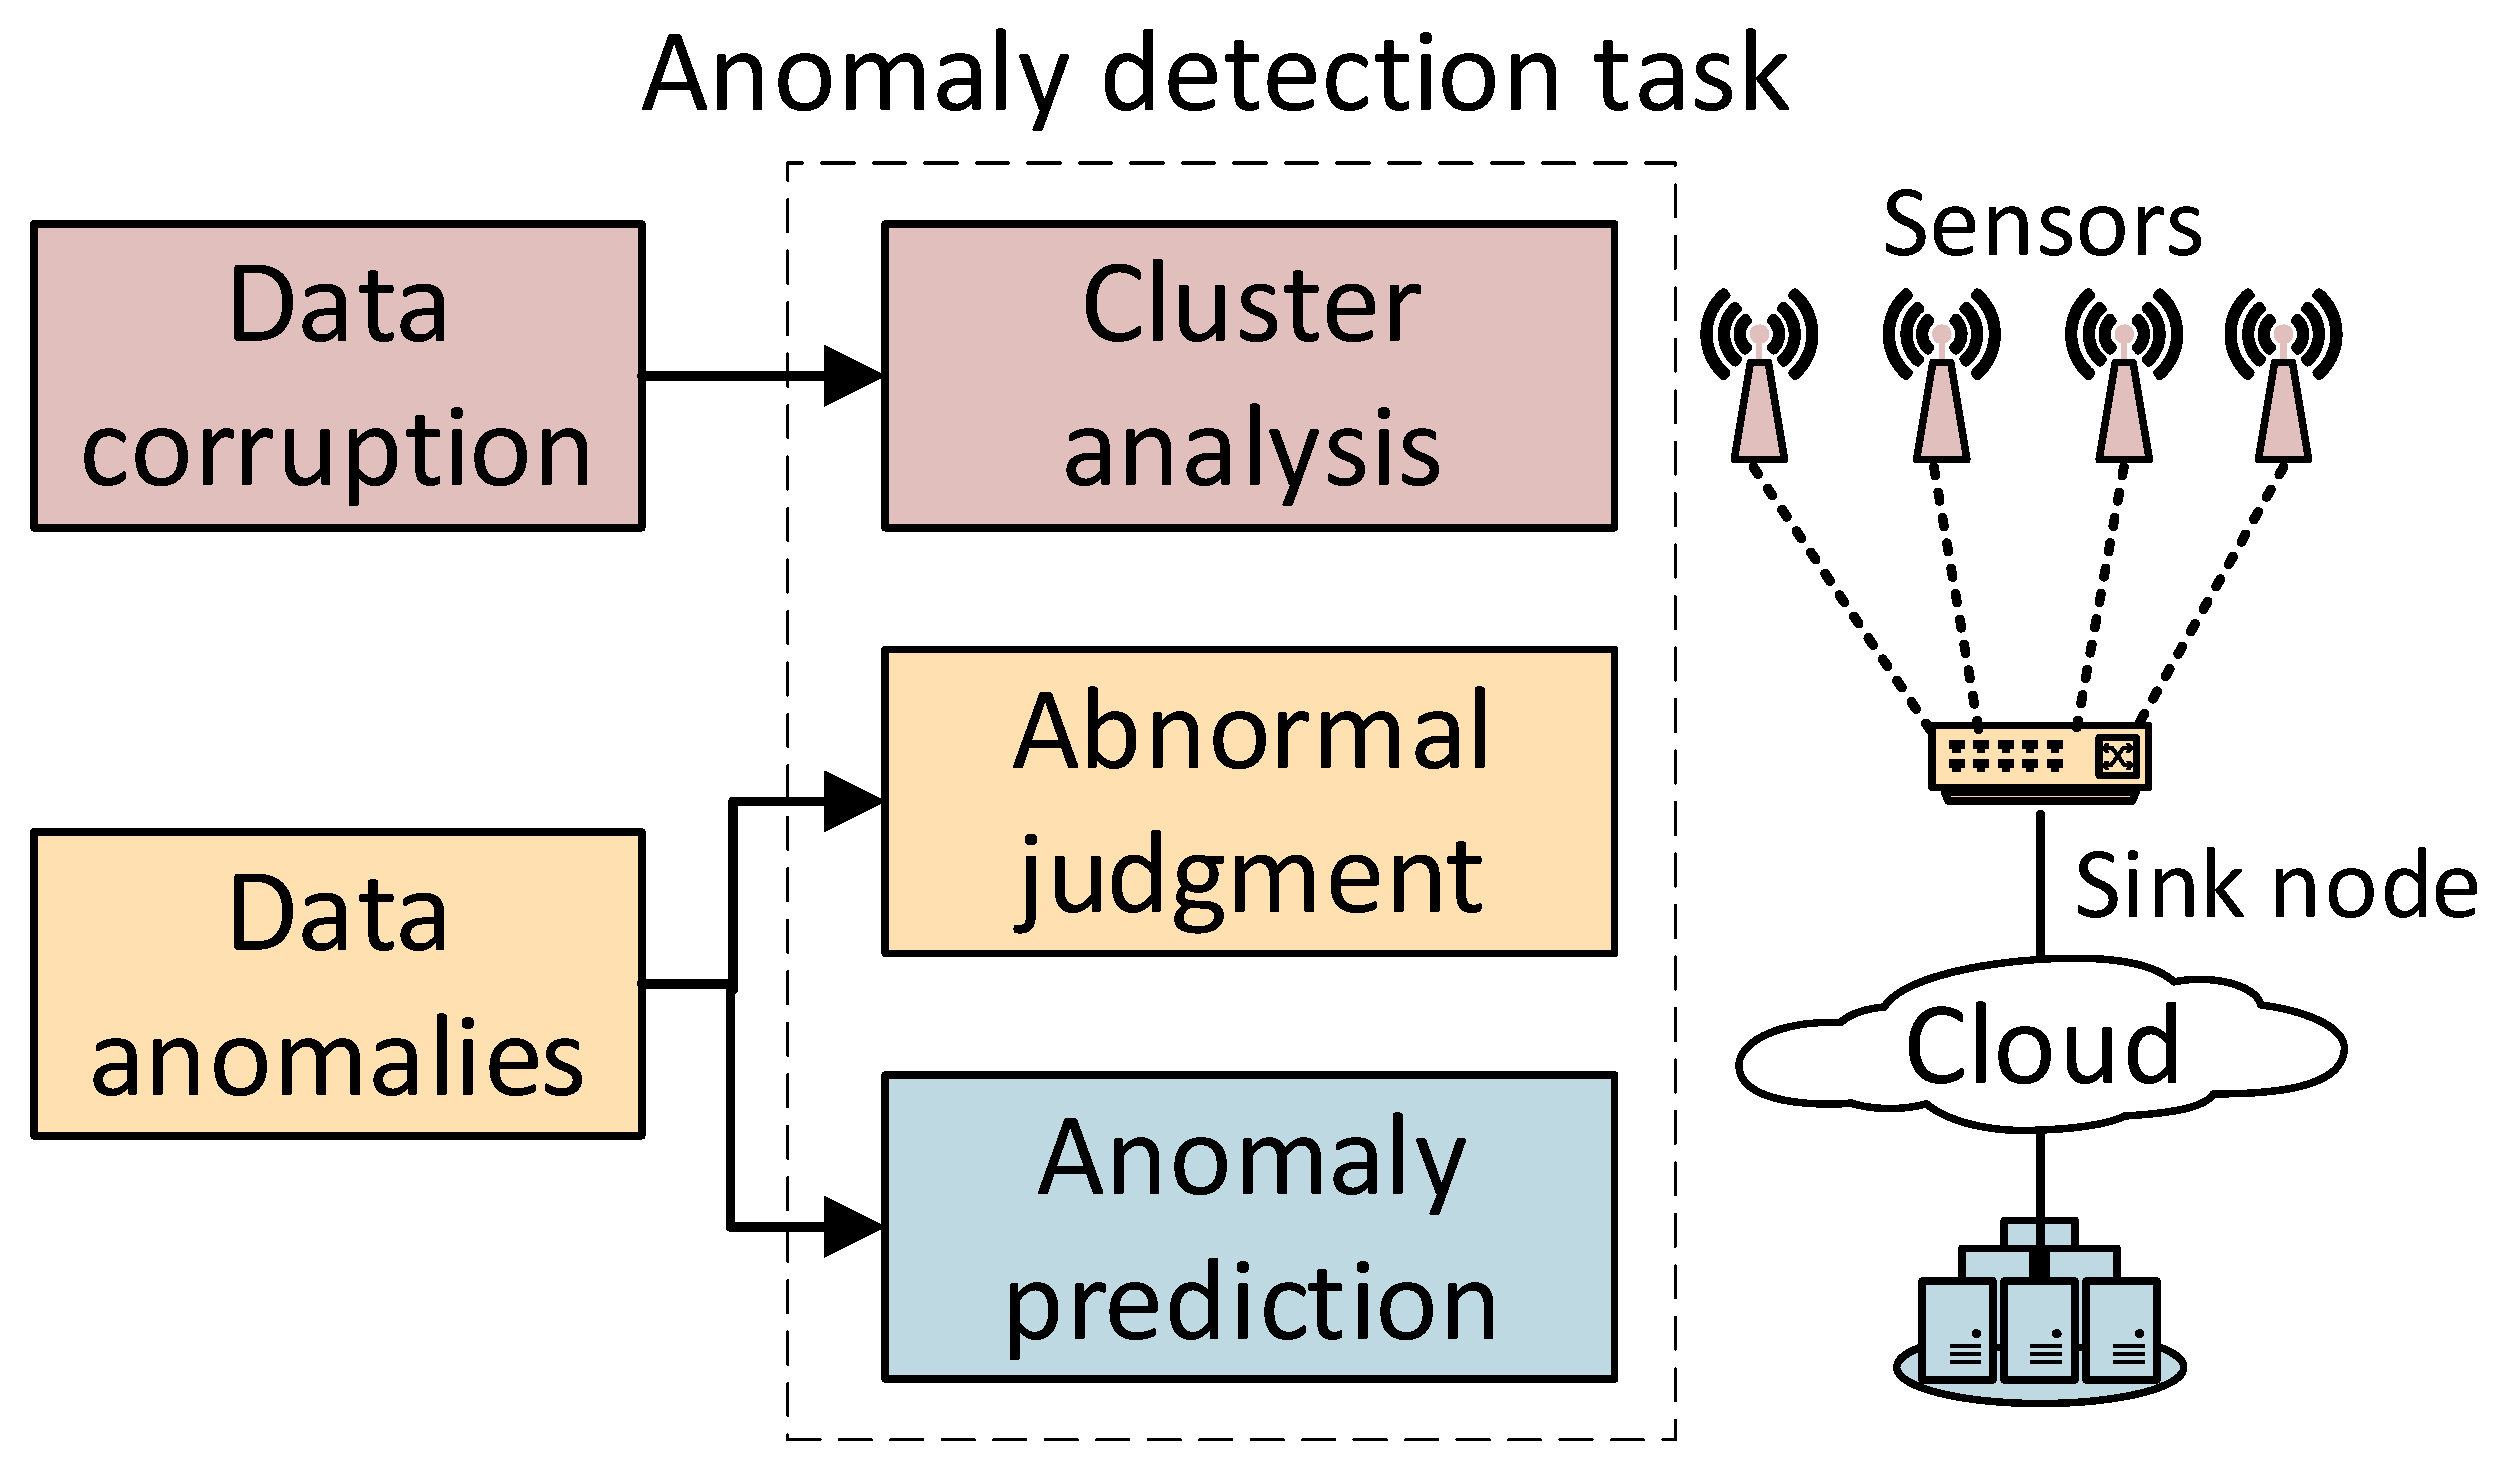 Anomaly detection task
Data
corruption
Cluster
analysis
Data
anomalies
Abnormal
judgment
Anomaly
prediction
Sensors
Sink node
Cloud